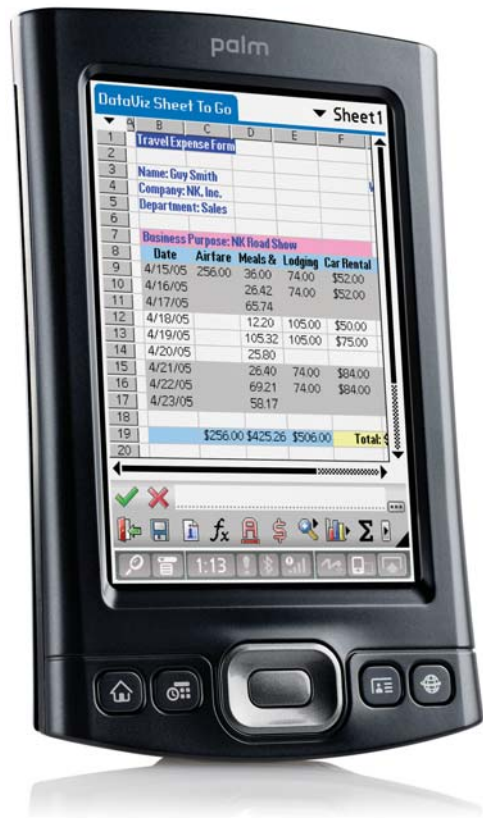 palm
DataViz Sheet To Go ▼ Sheet1
B C D E F
1 Travel Expense Form
2
3 Name: Guy Smith
4 Company: NK, Inc.
5 Department: Sales
6
7 Business Purpose: NK Road Show
8 Date Airfare Meals & Lodging Car Rental
9 4/15/05 256.00 36.00 74.00 $52.00
10 4/16/05 26.42 74.00 $52.00
11 4/17/05 65.74
12 4/18/05 12.20 105.00 $50.00
13 4/19/05 105.32 105.00 $75.00
14 4/20/05 25.80
15 4/21/05 26.40 74.00 $84.00
16 4/22/05 69.21 74.00 $84.00
17 4/23/05 58.17
18
19 $256.00 $425.26 $506.00 Total: $
20
fx $ Σ
1:13